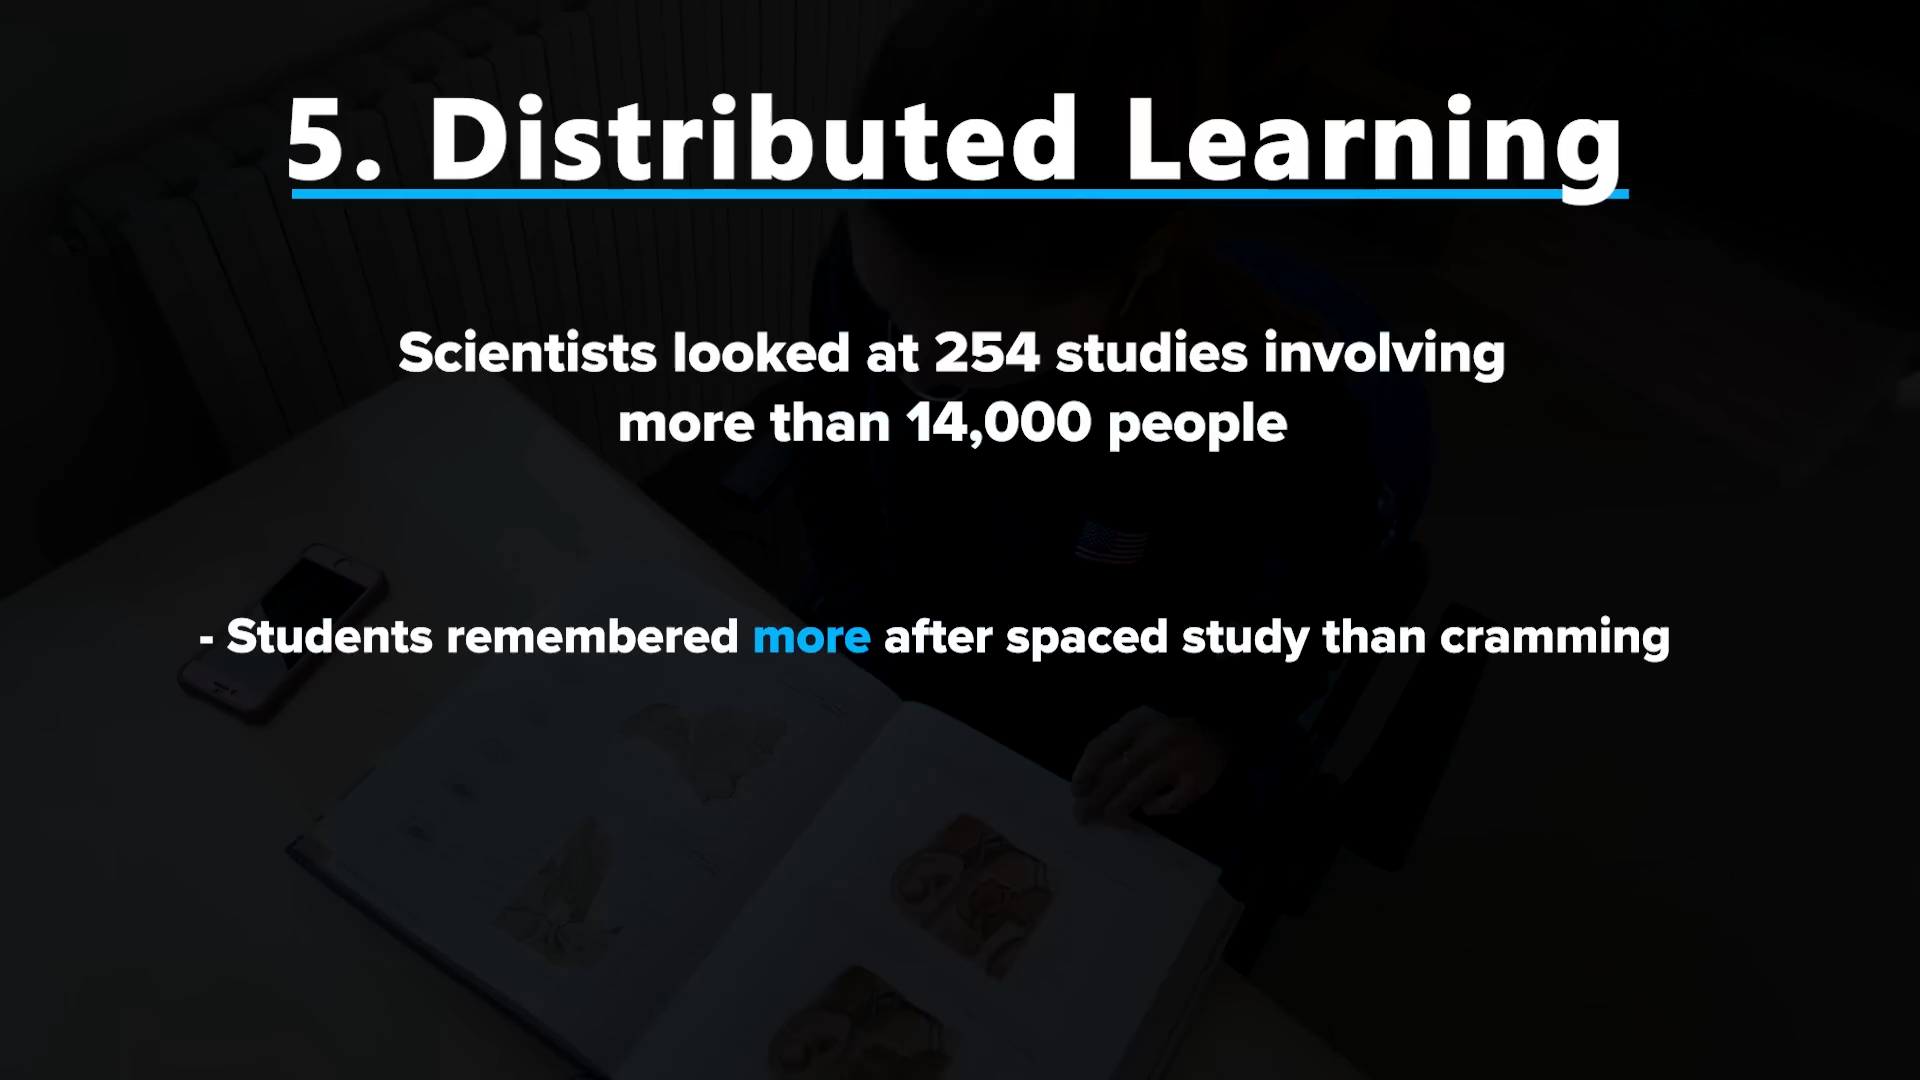 5. Distributed Learning
Scientists looked at 254 studies involving
more than 14,000 people
- Students remembered more after spaced study than cramming